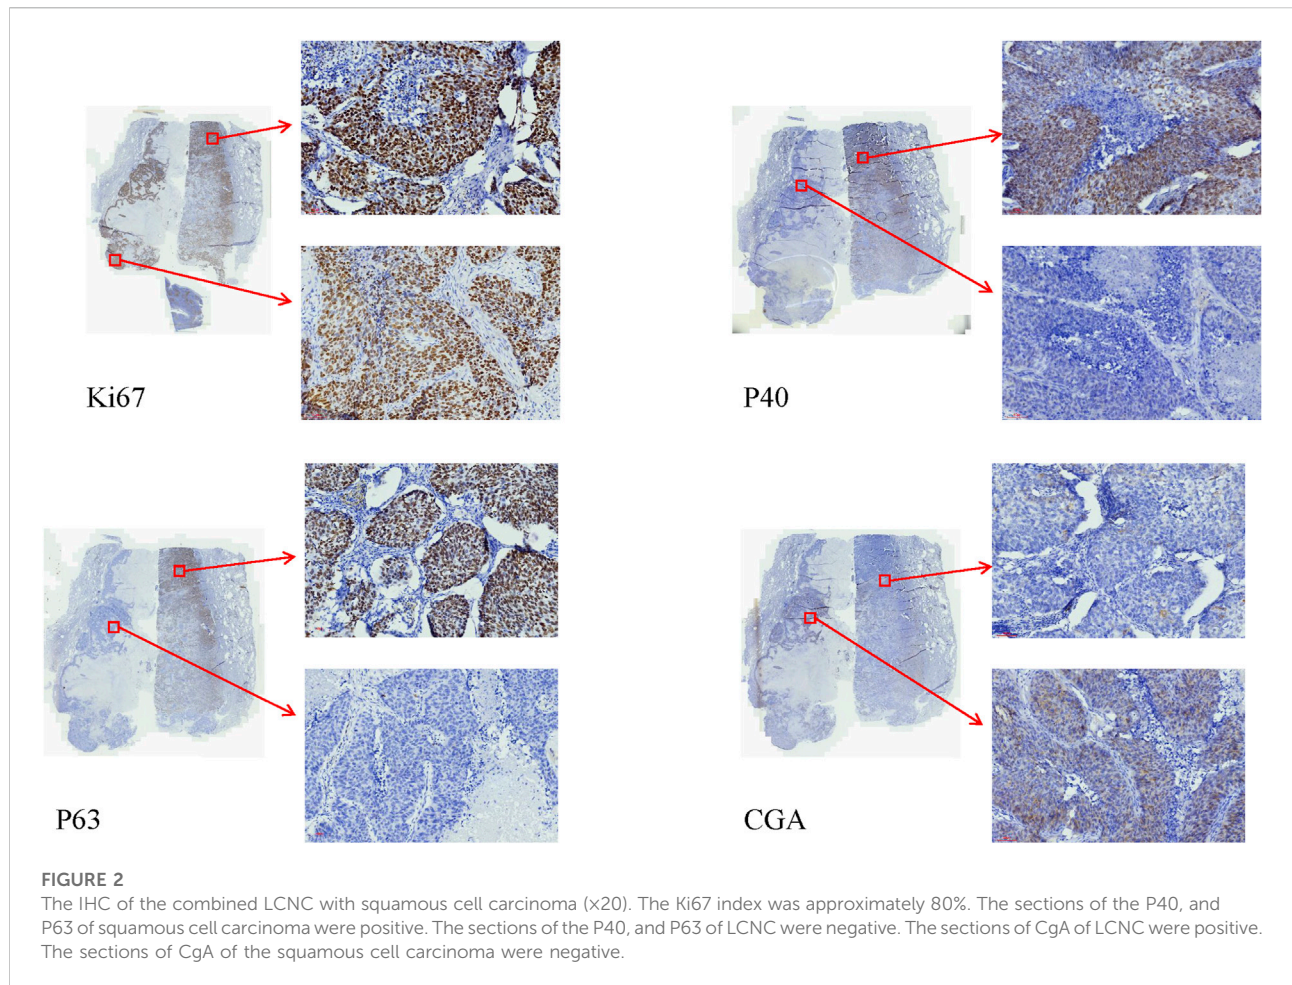 Ki67
P40
P63
CGA
FIGURE 2
The IHC of the combined LCNC with squamous cell carcinoma (×20). The Ki67 index was approximately 80%. The sections of the P40, and
P63 of squamous cell carcinoma were positive. The sections of the P40, and P63 of LCNC were negative. The sections of CgA of LCNC were positive.
The sections of CgA of the squamous cell carcinoma were negative.